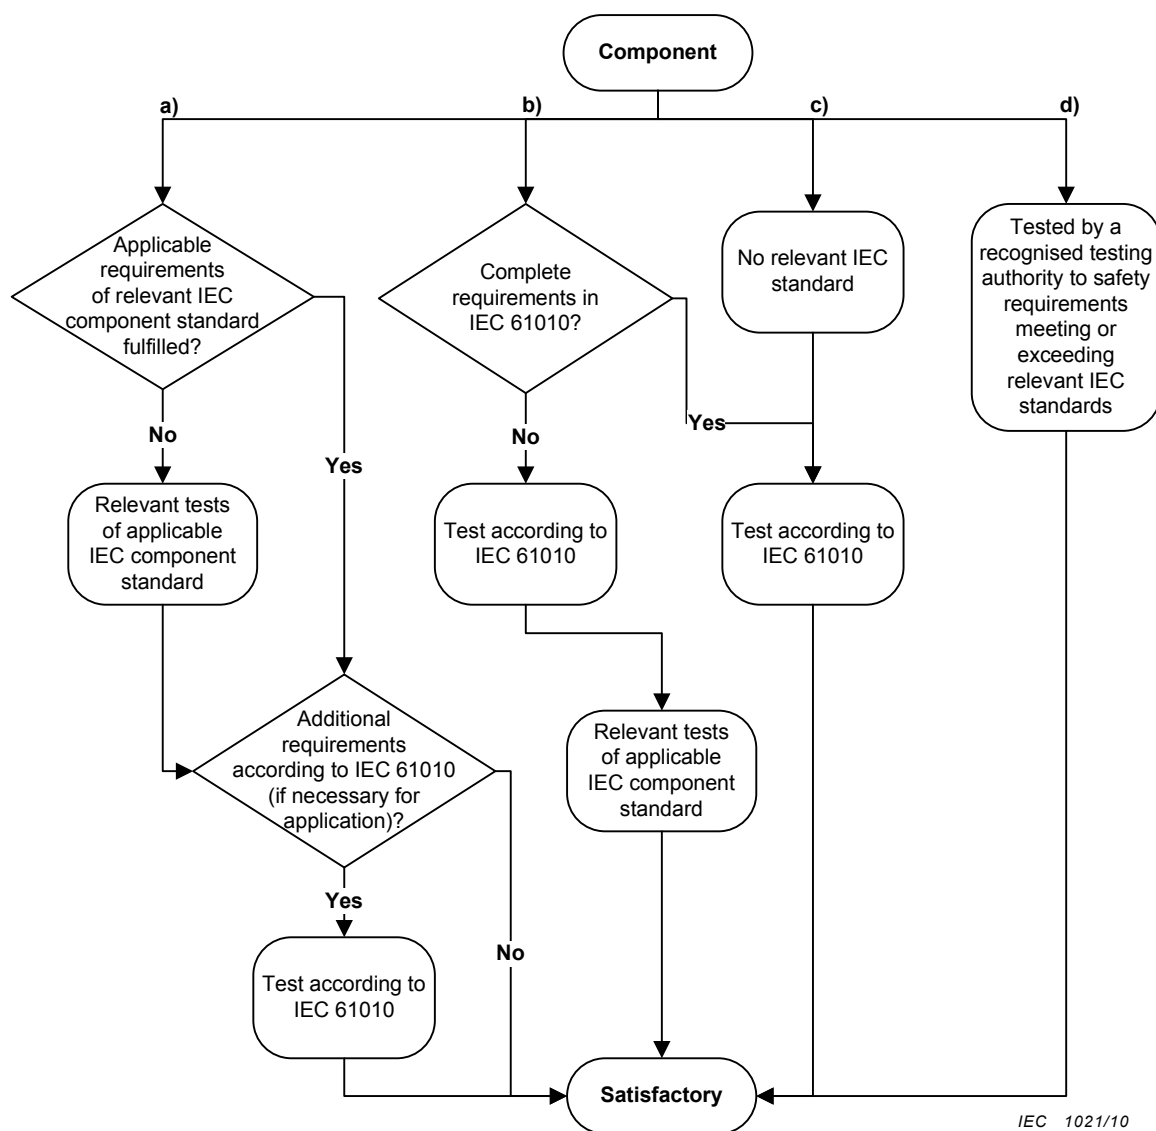 Component
a)
b)
c)
d)
Applicable
requirements
of relevant IEC
component standard
fulfilled?
Complete
requirements in
IEC 61010?
No relevant IEC
standard
Tested by a
recognised testing
authority to safety
requirements
meeting or
exceeding
relevant IEC
standards
No
Yes
No
Yes
Relevant tests
of applicable
IEC component
standard
Test according to
IEC 61010
Test according to
IEC 61010
Additional
requirements
according to IEC 61010
(if necessary for
application)?
Relevant tests
of applicable
IEC component
standard
Yes
No
Test according to
IEC 61010
Satisfactory
IEC 1021/10